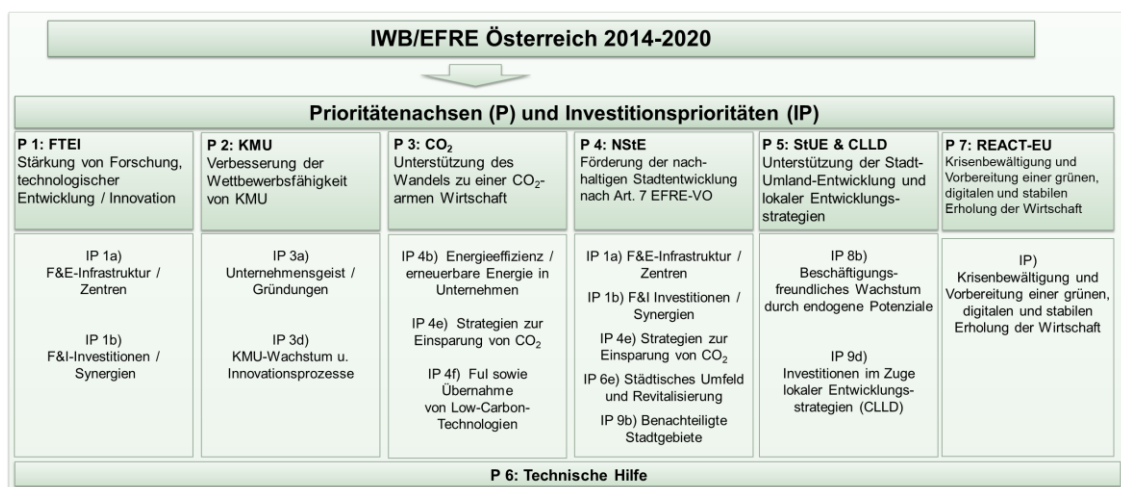 IWB/EFRE Österreich 2014-2020
Prioritätenachsen (P) und Investitionsprioritäten (IP)
P 1: FTEI
Stärkung von Forschung,
technologischer
Entwicklung / Innovation
P 2: KMU
Verbesserung der
Wettbewerbsfähigkeit
von KMU
P 3: CO₂
Unterstützung des
Wandels zu einer CO₂-
armen Wirtschaft
P 4: NStE
Förderung der nach-
haltigen Stadtentwicklung
nach Art. 7 EFRE-VO
P 5: StUE & CLLD
Unterstützung der Stadt-
Umland-Entwicklung und
lokaler Entwicklungs-
strategien
P 7: REACT-EU
Krisenbewältigung und
Vorbereitung einer grünen,
digitalen und stabilen
Erholung der Wirtschaft
IP 1a)
F&E-Infrastruktur /
Zentren
IP 1b)
F&I-Investitionen /
Synergien
IP 3a)
Unternehmensgeist /
Gründungen
IP 3d)
KMU-Wachstum u.
Innovationsprozesse
IP 4b) Energieeffizienz /
erneuerbare Energie in
Unternehmen
IP 4e) Strategien zur
Einsparung von CO₂
IP 4f) FuI sowie
Übernahme
von Low-Carbon-
Technologien
IP 1a) F&E-Infrastruktur /
Zentren
IP 1b) F&I Investitionen /
Synergien
IP 4e) Strategien zur
Einsparung von CO₂
IP 6e) Städtisches Umfeld
und Revitalisierung
IP 9b) Benachteiligte
Stadtgebiete
IP 8b)
Beschäftigungs-
freundliches Wachstum
durch endogene Potenziale
IP 9d)
Investitionen im Zuge
lokaler Entwicklungs-
strategien (CLLD)
IP)
Krisenbewältigung und
Vorbereitung einer grünen,
digitalen und stabilen
Erholung der Wirtschaft
P 6: Technische Hilfe